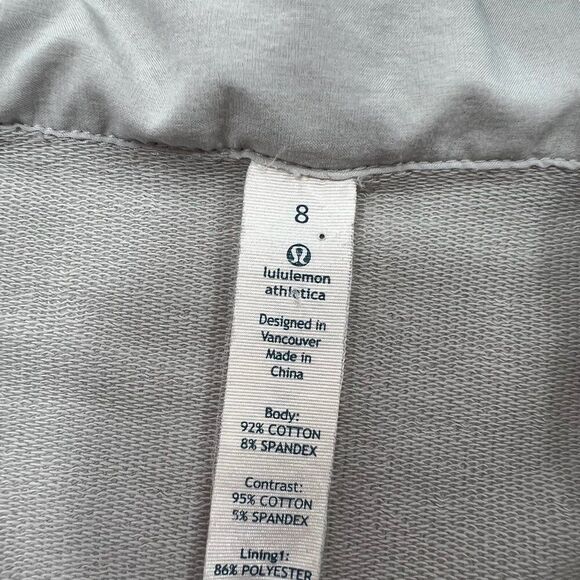 8
lululemon
athletica
Designed in
Vancouver
Made in
China
Body:
92% COTTON
8% SPANDEX
Contrast:
95% COTTON
5% SPANDEX
Lining1:
86% POLYESTER